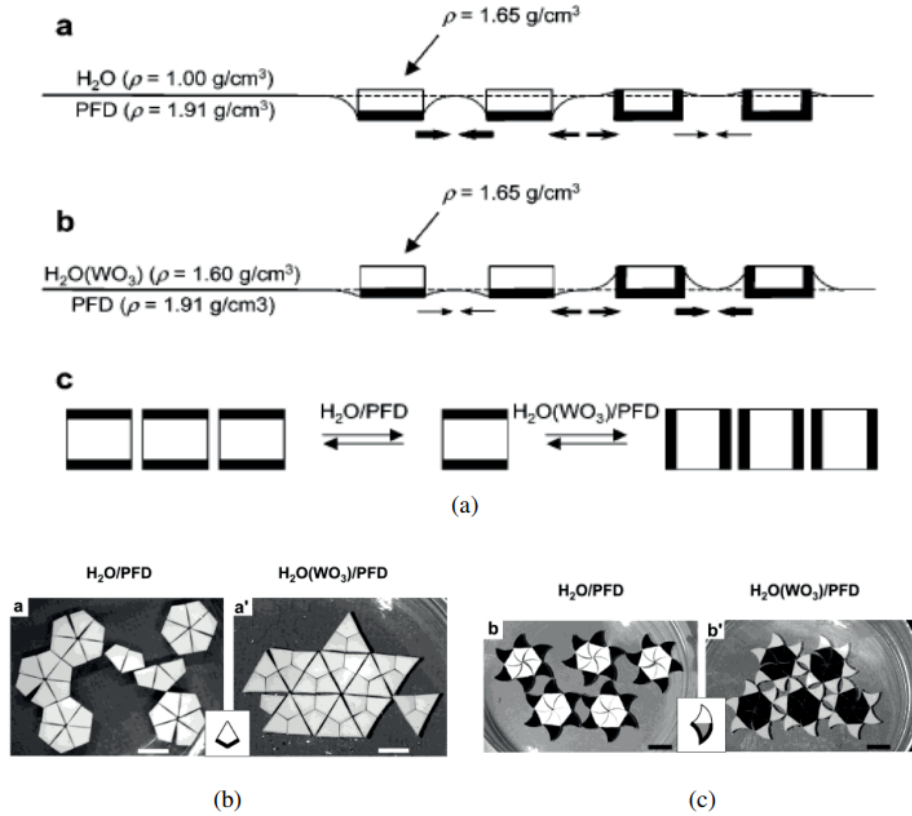 a
ρ = 1.65 g/cm³
H₂O (ρ = 1.00 g/cm³)
PFD (ρ = 1.91 g/cm³)
b
ρ = 1.65 g/cm³
H₂O(WO₃) (ρ = 1.60 g/cm³)
PFD (ρ = 1.91 g/cm3)
c
H₂O/PFD
H₂O(WO₃)/PFD
(a)
H₂O/PFD
H₂O(WO₃)/PFD
a
a'
(b)
H₂O/PFD
H₂O(WO₃)/PFD
b
b'
(c)